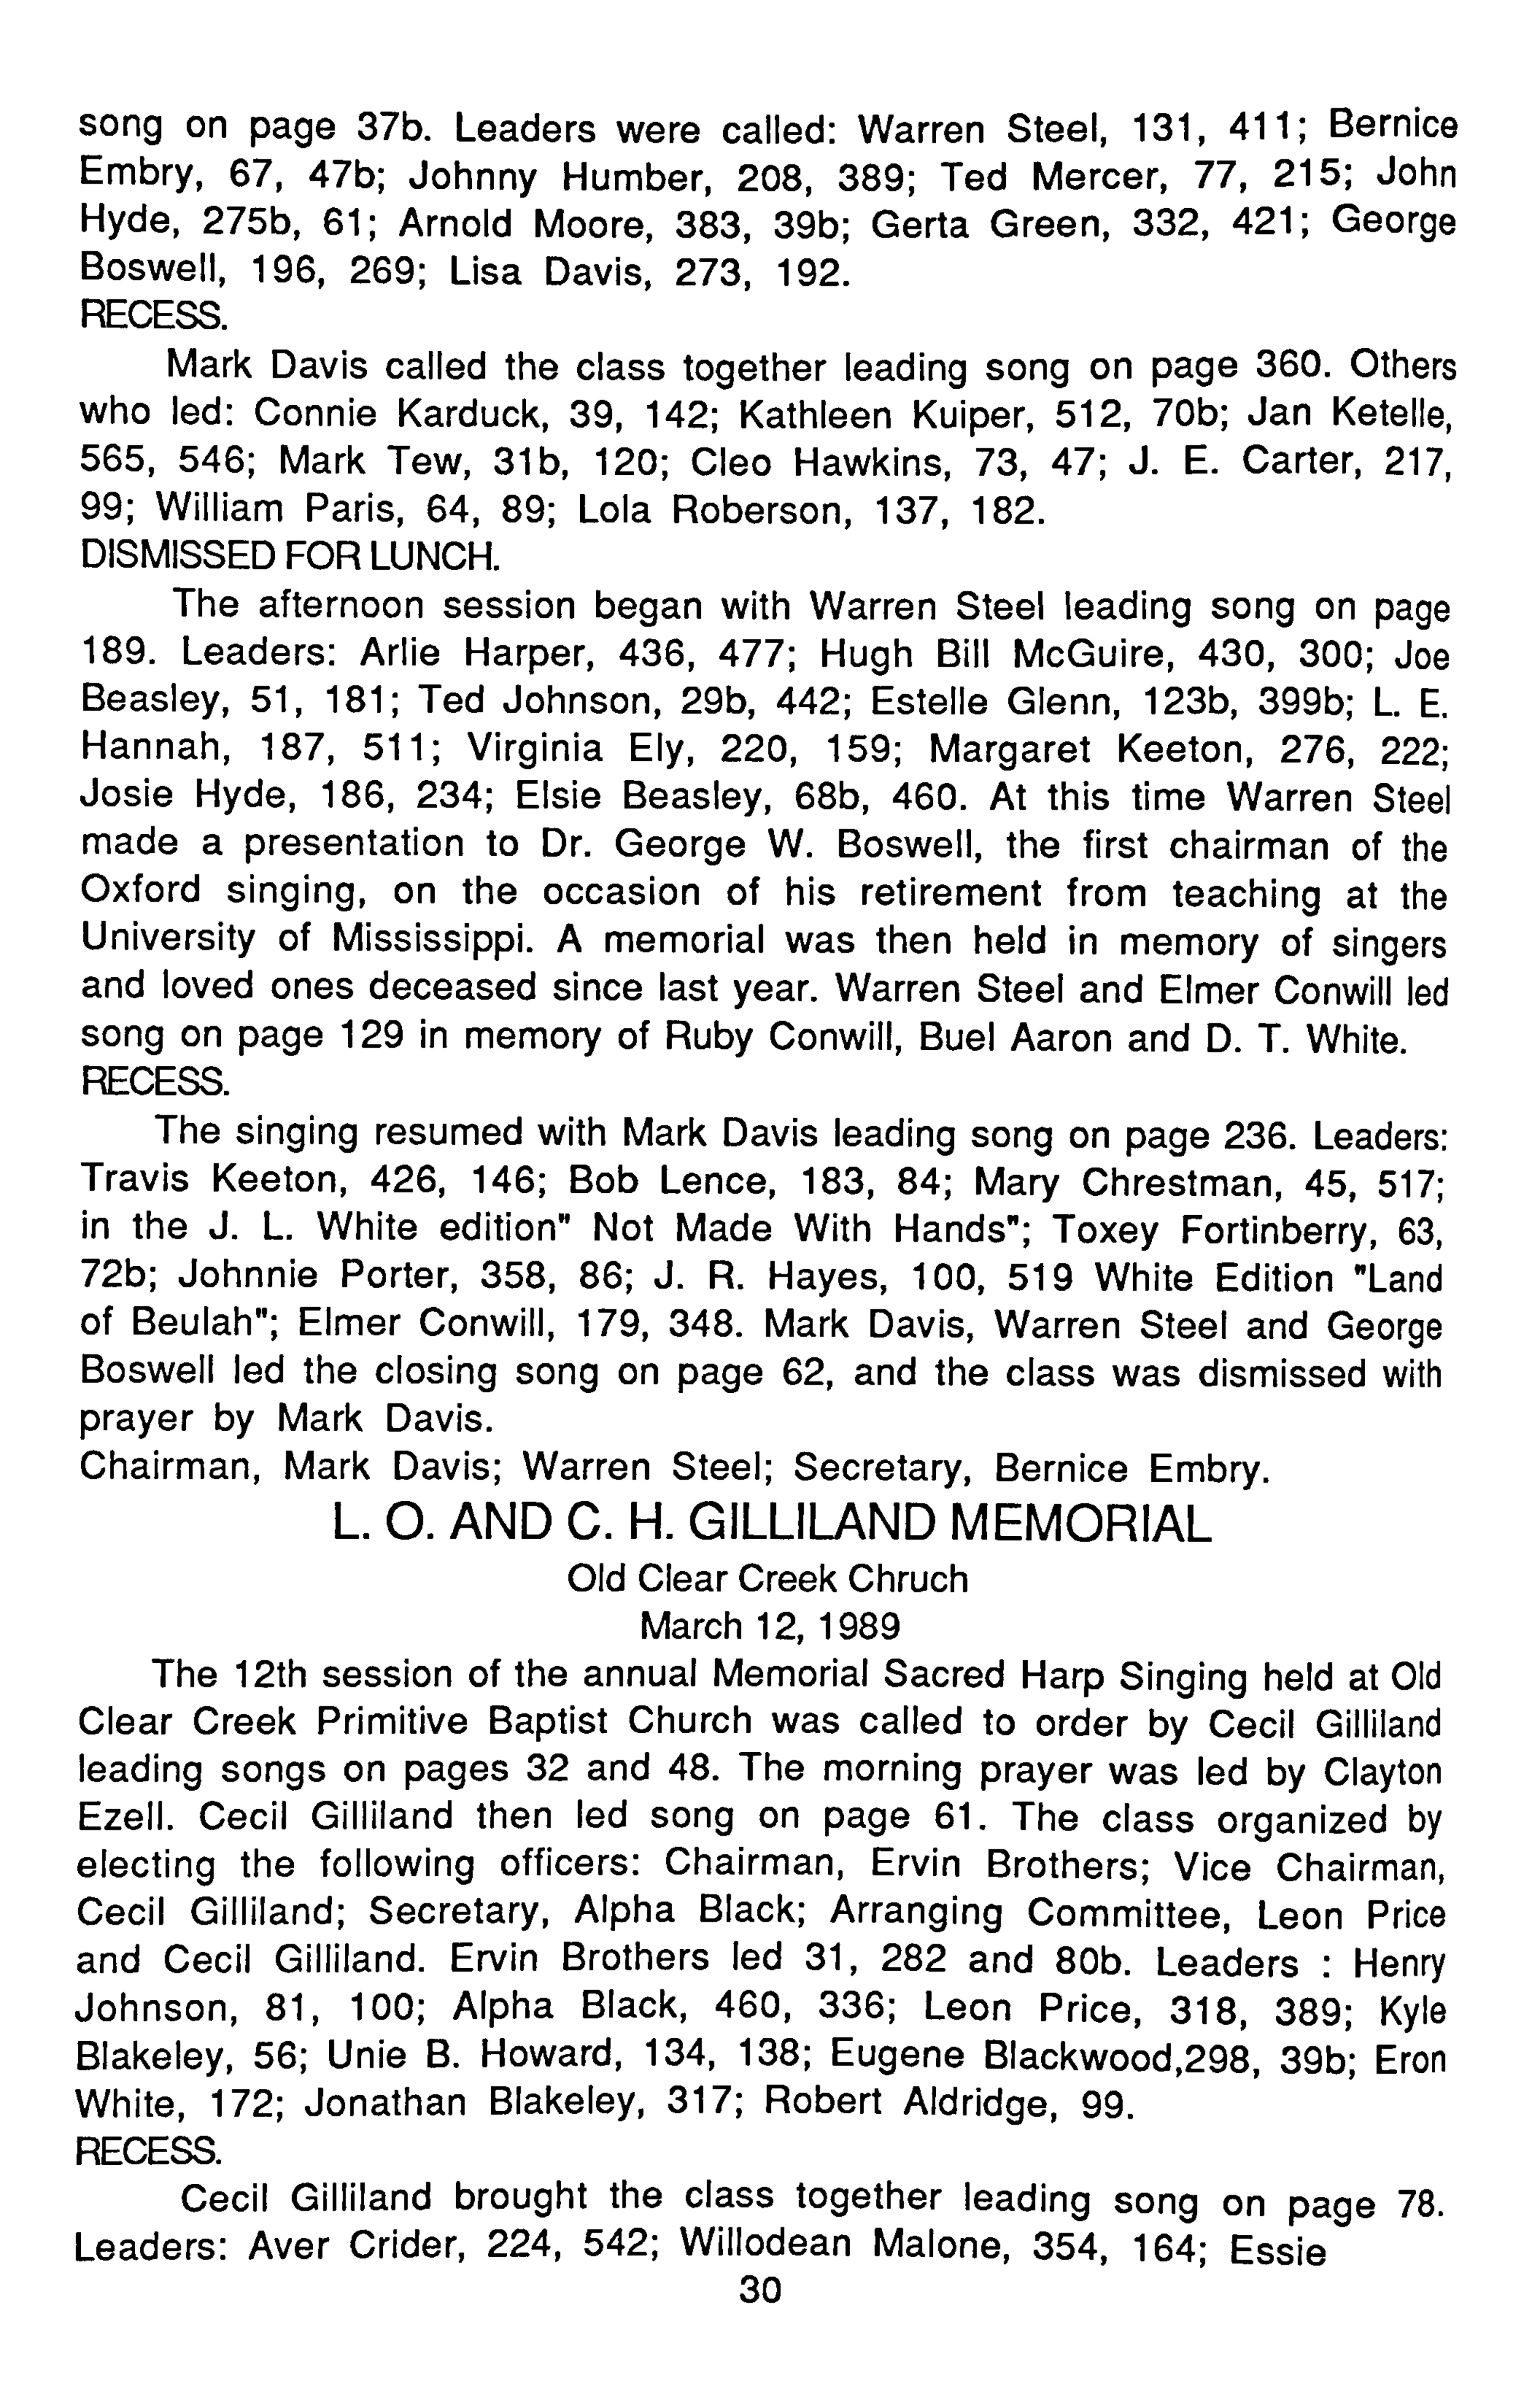 song on page 37b. Leaders were called: Warren Steel, 131, 411; Bernice
Embry, 67, 47b; Johnny Humber, 208, 389; Ted Mercer, 77, 215; John
Hyde, 275b, 61; Arnold Moore, 383, 39b; Gerta Green, 332, 421; George
Boswell, 196, 269; Lisa Davis, 273, 192.
RECESS.
Mark Davis called the class together leading song on page 360. Others
who led: Connie Karduck, 39, 142; Kathleen Kuiper, 512, 70b; Jan Ketelle,
565, 546; Mark Tew, 31b, 120; Cleo Hawkins, 73, 47; J. E. Carter, 217,
99; William Paris, 64, 89; Lola Roberson, 137, 182.
DISMISSED FOR LUNCH.
The afternoon session began with Warren Steel leading song on page
189. Leaders: Arlie Harper, 436, 477; Hugh Bill McGuire, 430, 300; Joe
Beasley, 51, 181; Ted Johnson, 29b, 442; Estelle Glenn, 123b, 399b; L. E.
Hannah, 187, 511; Virginia Ely, 220, 159; Margaret Keeton, 276, 222;
Josie Hyde, 186, 234; Elsie Beasley, 68b, 460. At this time Warren Steel
made a presentation to Dr. George W. Boswell, the first chairman of the
Oxford singing, on the occasion of his retirement from teaching at the
University of Mississippi. A memorial was then held in memory of singers
and loved ones deceased since last year. Warren Steel and Elmer Conwill led
song on page 129 in memory of Ruby Conwill, Buel Aaron and D. T. White.
RECESS.
The singing resumed with Mark Davis leading song on page 236. Leaders:
Travis Keeton, 426, 146; Bob Lence, 183, 84; Mary Chrestman, 45, 517;
in the J. L. White edition" Not Made With Hands"; Toxey Fortinberry, 63,
72b; Johnnie Porter, 358, 86; J. R. Hayes, 100, 519 White Edition "Land
of Beulah"; Elmer Conwill, 179, 348. Mark Davis, Warren Steel and George
Boswell led the closing song on page 62, and the class was dismissed with
prayer by Mark Davis.
Chairman, Mark Davis; Warren Steel; Secretary, Bernice Embry.
L. O. AND C. H. GILLILAND MEMORIAL
Old Clear Creek Chruch
March 12, 1989
The 12th session of the annual Memorial Sacred Harp Singing held at Old
Clear Creek Primitive Baptist Church was called to order by Cecil Gilliland
leading songs on pages 32 and 48. The morning prayer was led by Clayton
Ezell. Cecil Gilliland then led song on page 61. The class organized by
electing the following officers: Chairman, Ervin Brothers; Vice Chairman,
Cecil Gilliland; Secretary, Alpha Black; Arranging Committee, Leon Price
and Cecil Gilliland. Ervin Brothers led 31, 282 and 80b. Leaders : Henry
Johnson, 81, 100; Alpha Black, 460, 336; Leon Price, 318, 389; Kyle
Blakeley, 56; Unie B. Howard, 134, 138; Eugene Blackwood,298, 39b; Eron
White, 172; Jonathan Blakeley, 317; Robert Aldridge, 99.
RECESS.
Cecil Gilliland brought the class together leading song on page 78.
Leaders: Aver Crider, 224, 542; Willodean Malone, 354, 164; Essie
30